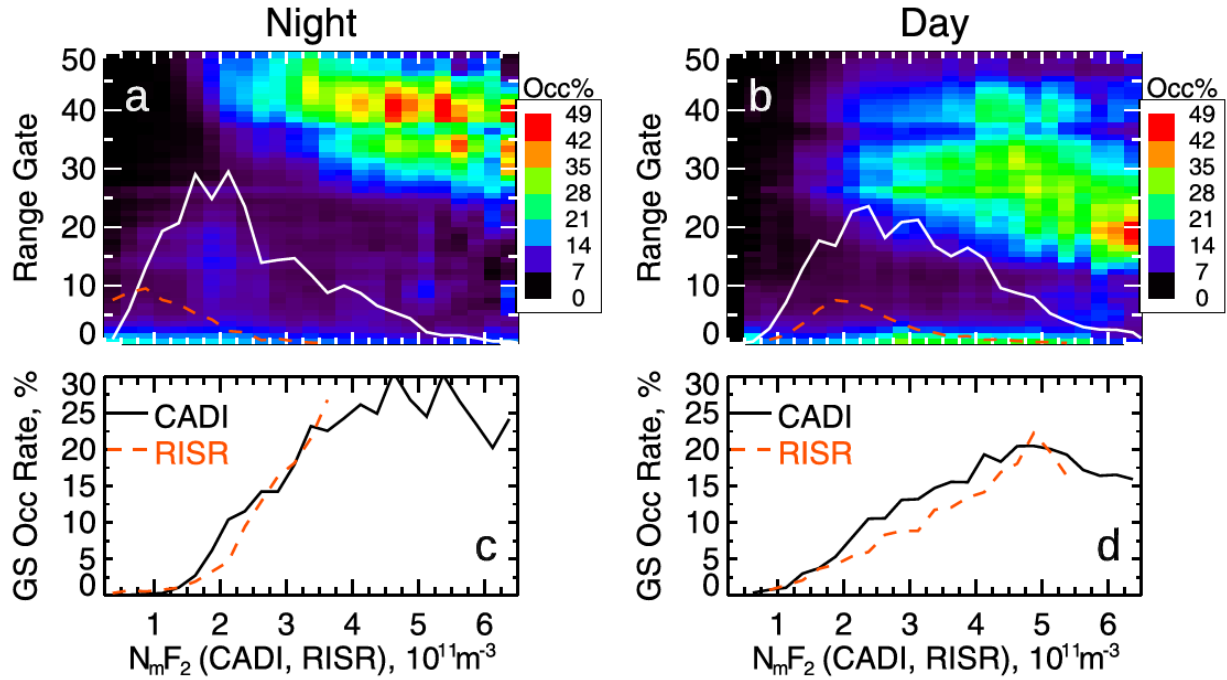 Night
Day
a
b
Range Gate
50
40
30
20
10
0
Occ%
49
42
35
28
21
14
7
0
Range Gate
50
40
30
20
10
0
Occ%
49
42
35
28
21
14
7
0
GS Occ Rate, %
30
25
20
15
10
5
0
CADI
RISR
c
GS Occ Rate, %
30
25
20
15
10
5
0
CADI
RISR
d
1 2 3 4 5 6
1 2 3 4 5 6
NmF2 (CADI, RISR), 10^11m^-3
NmF2 (CADI, RISR), 10^11m^-3